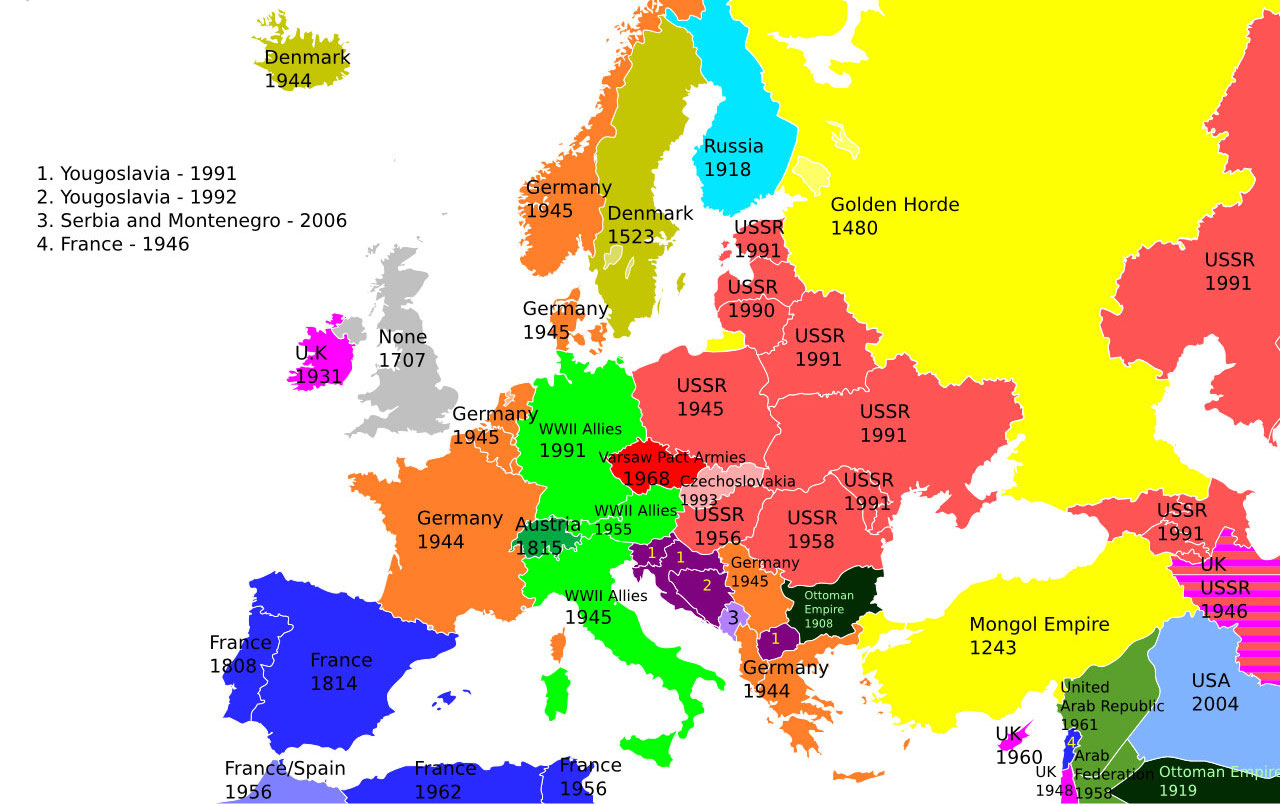 Denmark
1944
1. Yougoslavia - 1991
2. Yougoslavia - 1992
3. Serbia and Montenegro - 2006
4. France - 1946
Russia
1918
Germany
1945
Denmark
1523
Golden Horde
1480
USSR
1991
USSR
1991
USSR
1990
Germany
1945
None
1707
U.K
1931
USSR
1991
USSR
1945
Germany
1945
USSR
1991
WWII Allies
1991
Varsaw Pact Armies
1968
Czechoslovakia
1993
USSR
1991
Germany
1944
Austria
1815
WWII Allies
1955
USSR
1956
USSR
1958
USSR
1991
1
1
2
3
1
Germany
1945
Ottoman
Empire
1908
UK
USSR
1946
WWII Allies
1945
Mongol Empire
1243
France
1808
France
1814
Germany
1944
United
Arab Republic
1961
USA
2004
UK
1960
4
Arab
Federation
1958
UK
1948
Ottoman Empire
1919
France/Spain
1956
France
1962
France
1956